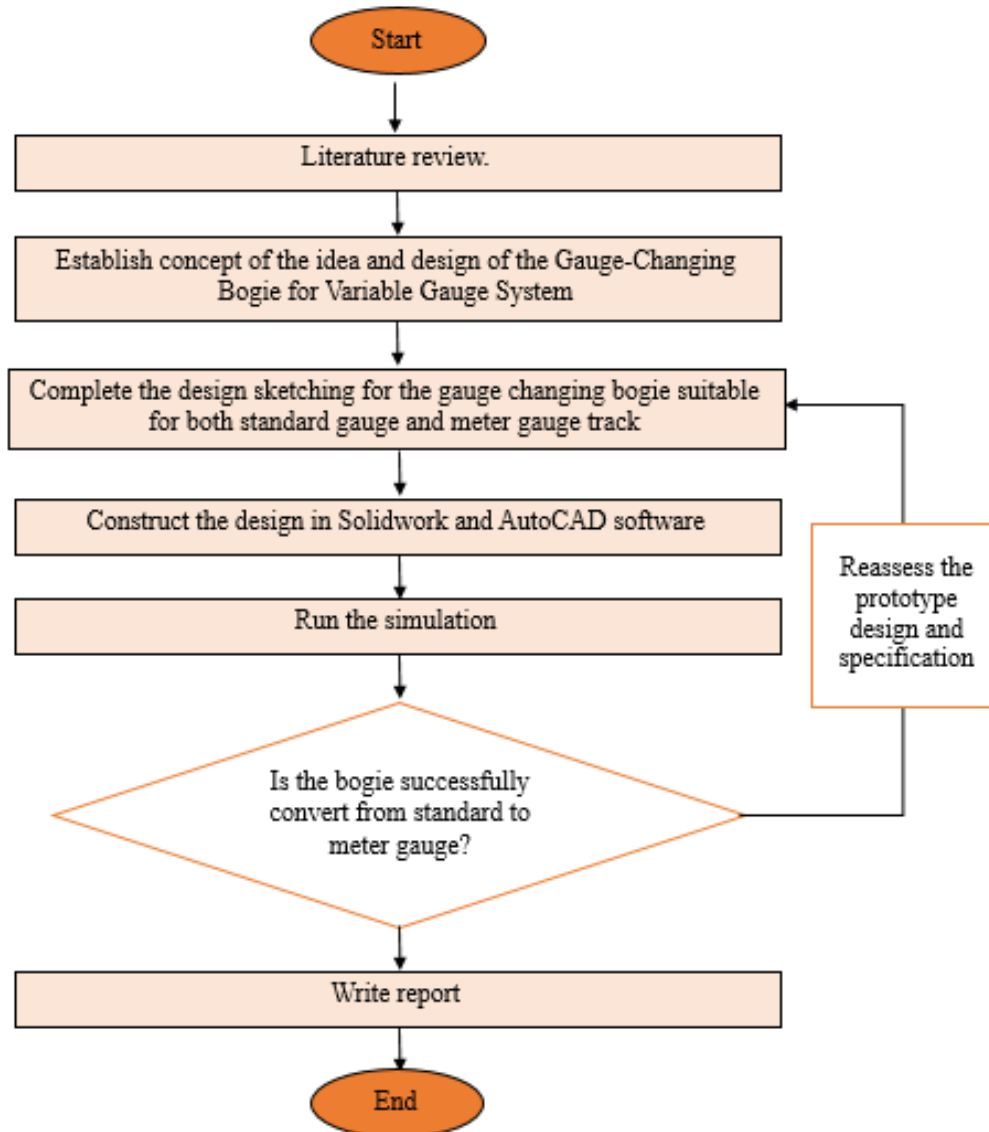 Start
Literature review.
Establish concept of the idea and design of the Gauge-Changing
Bogie for Variable Gauge System
Complete the design sketching for the gauge changing bogie suitable
for both standard gauge and meter gauge track
Construct the design in Solidwork and AutoCAD software
Run the simulation
Reassess the
prototype
design and
specification
Is the bogie successfully
convert from standard to
meter gauge?
Write report
End